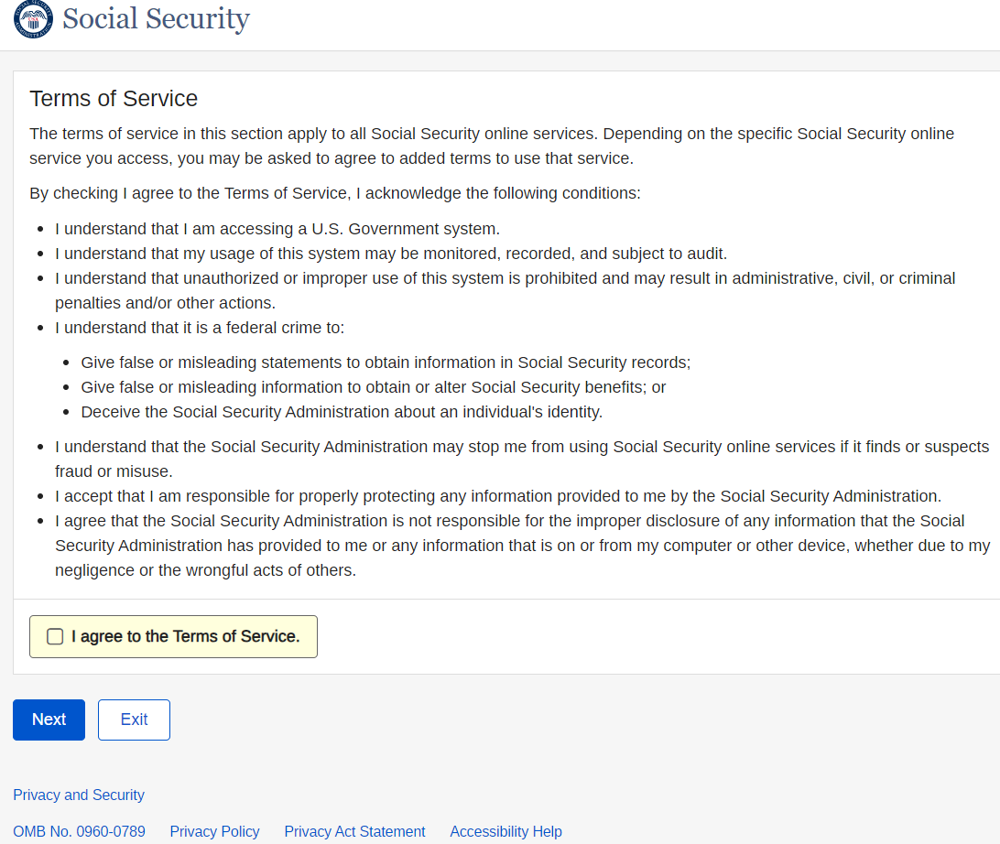 Social Security
Terms of Service
The terms of service in this section apply to all Social Security online services. Depending on the specific Social Security online
service you access, you may be asked to agree to added terms to use that service.
By checking I agree to the Terms of Service, I acknowledge the following conditions:
• I understand that I am accessing a U.S. Government system.
• I understand that my usage of this system may be monitored, recorded, and subject to audit.
• I understand that unauthorized or improper use of this system is prohibited and may result in administrative, civil, or criminal
penalties and/or other actions.
• I understand that it is a federal crime to:
• Give false or misleading statements to obtain information in Social Security records;
• Give false or misleading information to obtain or alter Social Security benefits; or
• Deceive the Social Security Administration about an individual's identity.
• I understand that the Social Security Administration may stop me from using Social Security online services if it finds or suspects
fraud or misuse.
• I accept that I am responsible for properly protecting any information provided to me by the Social Security Administration.
• I agree that the Social Security Administration is not responsible for the improper disclosure of any information that the Social
Security Administration has provided to me or any information that is on or from my computer or other device, whether due to my
negligence or the wrongful acts of others.
I agree to the Terms of Service.
Next Exit
Privacy and Security
OMB No. 0960-0789 Privacy Policy Privacy Act Statement Accessibility Help